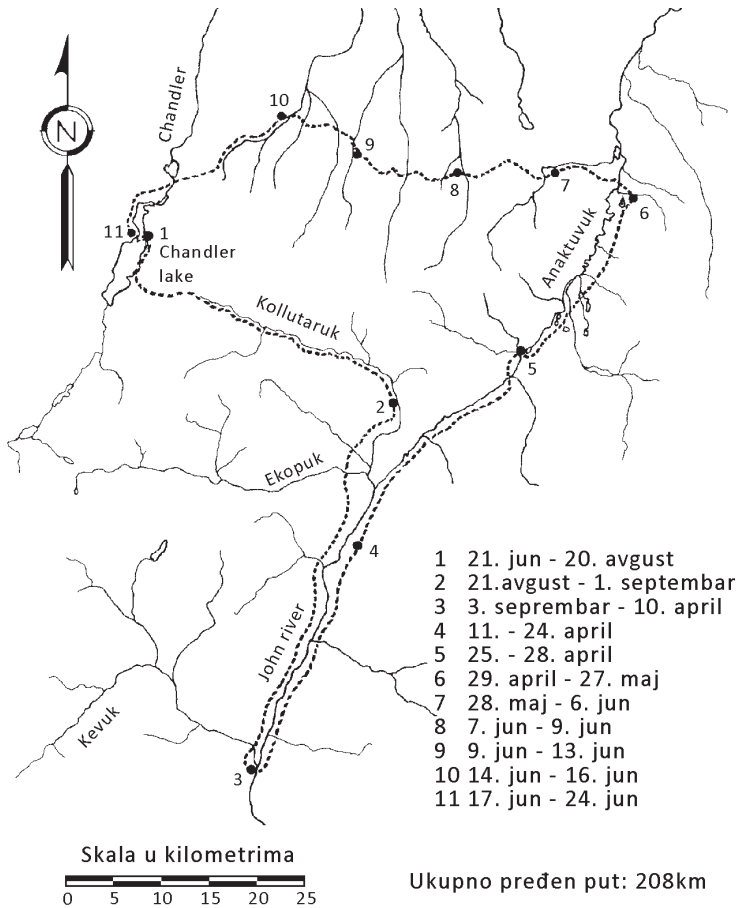 Chandler
N
10
9
8
7
6
11
1
Chandler
lake
Anaktuvuk
Kollutaruk
5
2
Ekopuk
4
John river
Kevuk
3
1 21. jun - 20. avgust
2 21.avgust - 1. septembar
3 3. seprembar - 10. april
4 11. - 24. april
5 25. - 28. april
6 29. april - 27. maj
7 28. maj - 6. jun
8 7. jun - 9. jun
9 9. jun - 13. jun
10 14. jun - 16. jun
11 17. jun - 24. jun
Skala u kilometrima
0 5 10 15 20 25
Ukupno pređen put: 208km